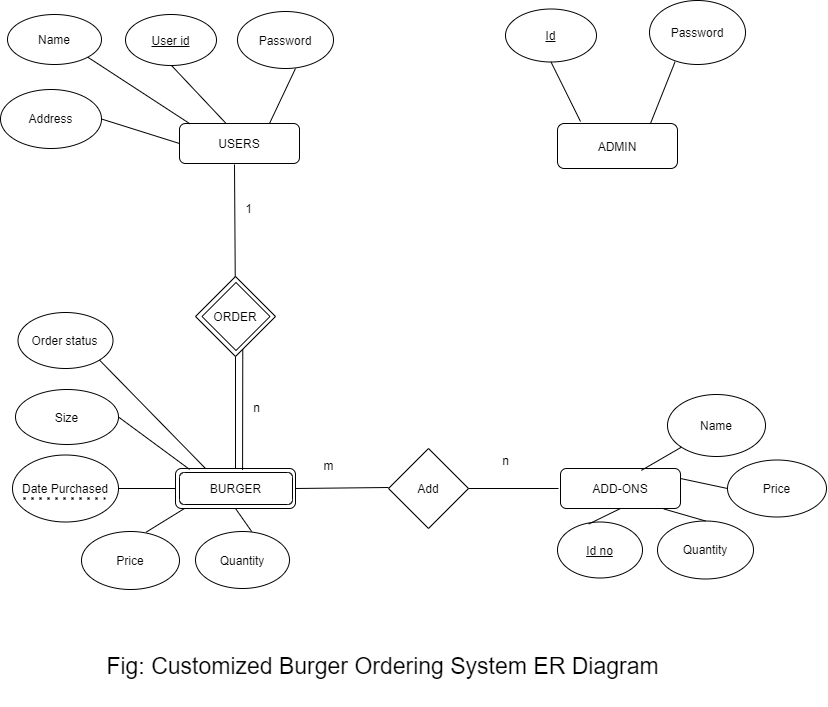 Name
User id
Password
Id
Password
Address
USERS
ADMIN
1
ORDER
Order status
n
Size
Name
m
n
Date Purchased
BURGER
Add
ADD-ONS
Price
Price
Quantity
Id no
Quantity
Fig: Customized Burger Ordering System ER Diagram